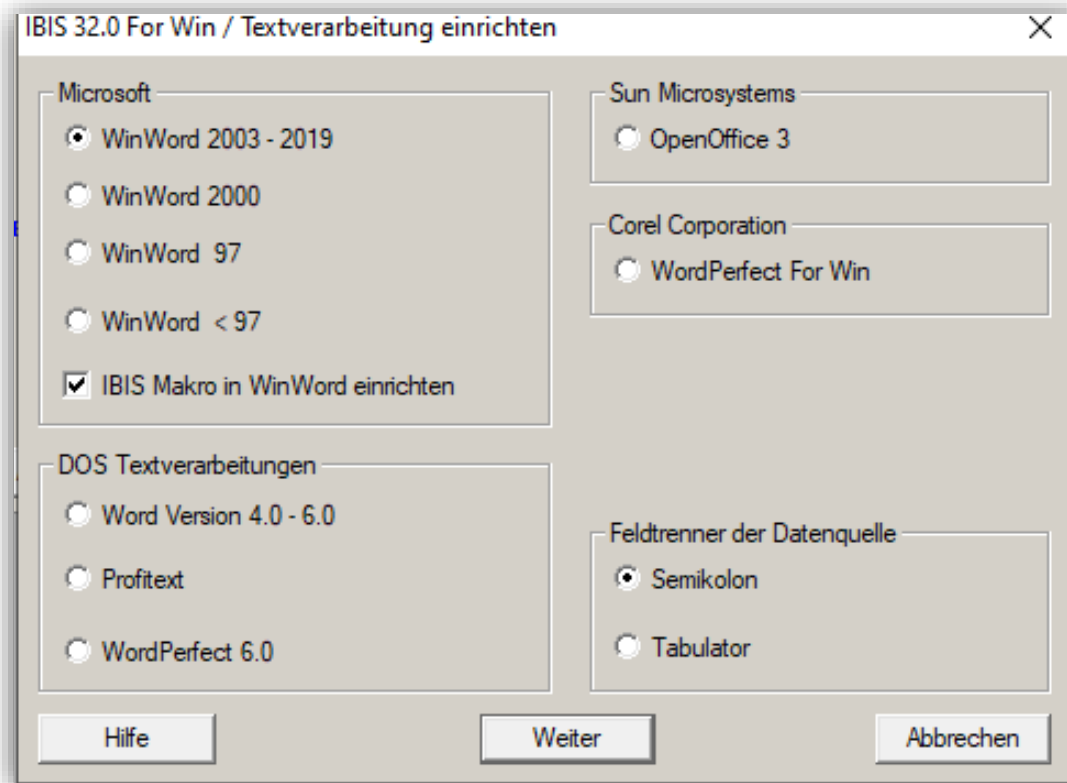 IBIS 32.0 For Win / Textverarbeitung einrichten
Microsoft
WinWord 2003 - 2019
WinWord 2000
WinWord  97
WinWord  < 97
IBIS Makro in WinWord einrichten
Sun Microsystems
OpenOffice 3
Corel Corporation
WordPerfect For Win
DOS Textverarbeitungen
Word Version 4.0 - 6.0
Profitext
WordPerfect 6.0
Feldtrenner der Datenquelle
Semikolon
Tabulator
Hilfe
Weiter
Abbrechen